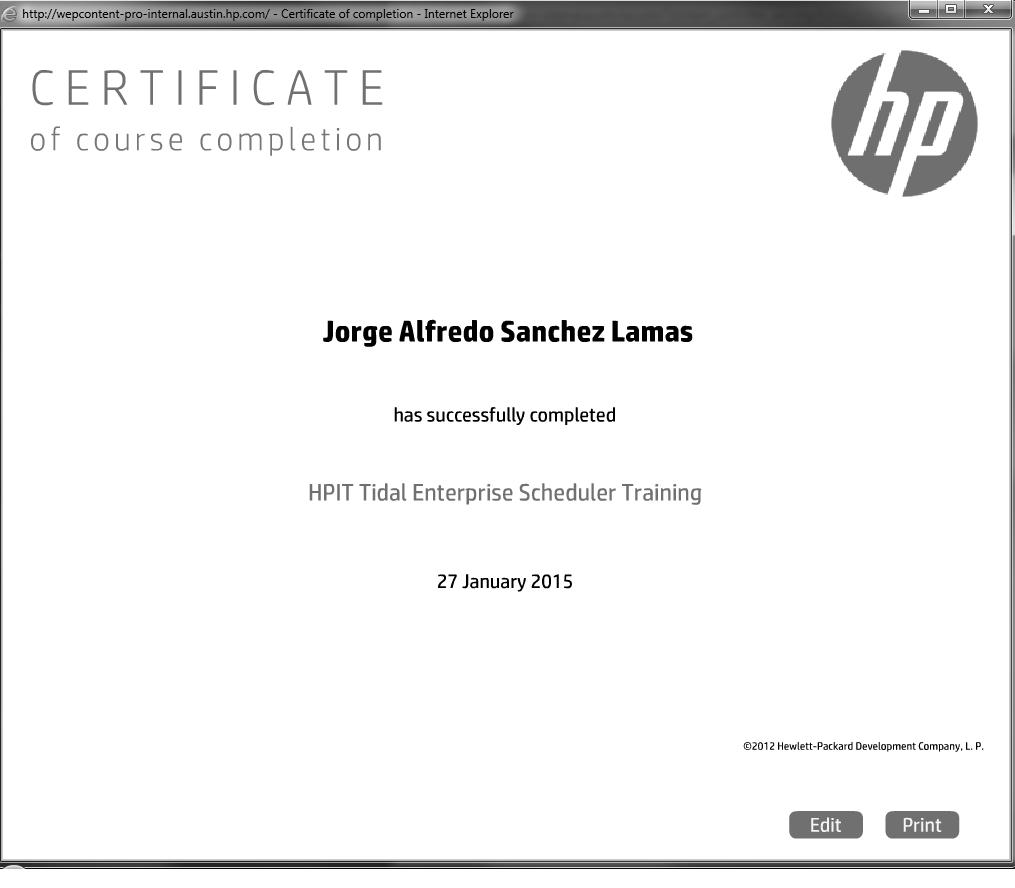 http://wepcontent-pro-internal.austin.hp.com/ - Certificate of completion - Internet Explorer
CERTIFICATE
of course completion
hp
Jorge Alfredo Sanchez Lamas
has successfully completed
HPIT Tidal Enterprise Scheduler Training
27 January 2015
©2012 Hewlett-Packard Development Company, L. P.
Edit Print